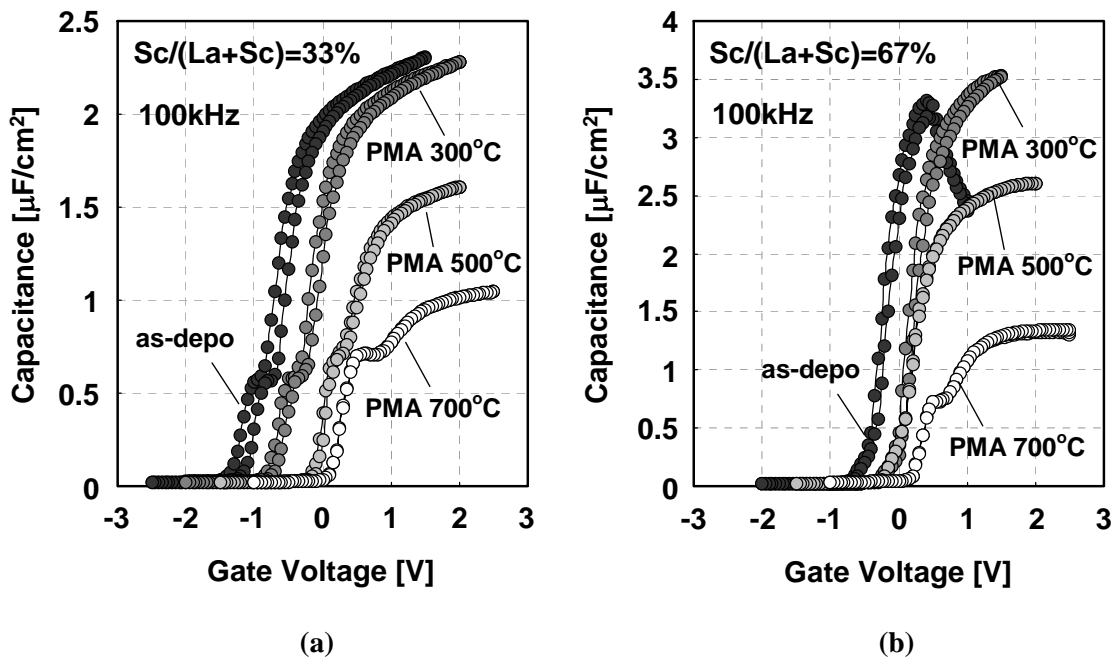 Sc/(La+Sc)=33%
100kHz
PMA 300°C
PMA 500°C
as-depo
PMA 700°C
Capacitance [μF/cm²]
2.5
2
1.5
1
0.5
0
-3 -2 -1 0 1 2 3
Gate Voltage [V]
(a)
Sc/(La+Sc)=67%
100kHz
PMA 300°C
PMA 500°C
as-depo
PMA 700°C
Capacitance [μF/cm²]
4
3.5
3
2.5
2
1.5
1
0.5
0
-3 -2 -1 0 1 2 3
Gate Voltage [V]
(b)